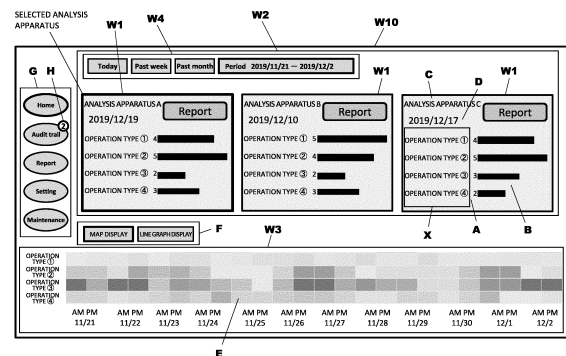 SELECTED ANALYSIS
APPARATUS
W1
W4
W2
W10
G H
Today Past week Past month Period 2019/11/21 — 2019/12/2
W1
C
D
W1
Home
2
Audit trail
Report
Setting
Maintenance
ANALYSIS APPARATUS A
2019/12/19
Report
OPERATION TYPE ① 4
OPERATION TYPE ② 5
OPERATION TYPE ③ 2
OPERATION TYPE ④ 3
ANALYSIS APPARATUS B
2019/12/10
Report
OPERATION TYPE ① 5
OPERATION TYPE ② 4
OPERATION TYPE ③ 2
OPERATION TYPE ④ 3
ANALYSIS APPARATUS C
2019/12/17
Report
OPERATION TYPE ① 4
OPERATION TYPE ② 5
OPERATION TYPE ③ 3
OPERATION TYPE ④ 2
X
A
B
MAP DISPLAY LINE GRAPH DISPLAY
F
W3
OPERATION
TYPE ①
OPERATION
TYPE ②
OPERATION
TYPE ③
OPERATION
TYPE ④
AM PM AM PM AM PM AM PM AM PM AM PM AM PM AM PM AM PM AM PM AM PM AM PM
11/21 11/22 11/23 11/24 11/25 11/26 11/27 11/28 11/29 11/30 12/1 12/2
E